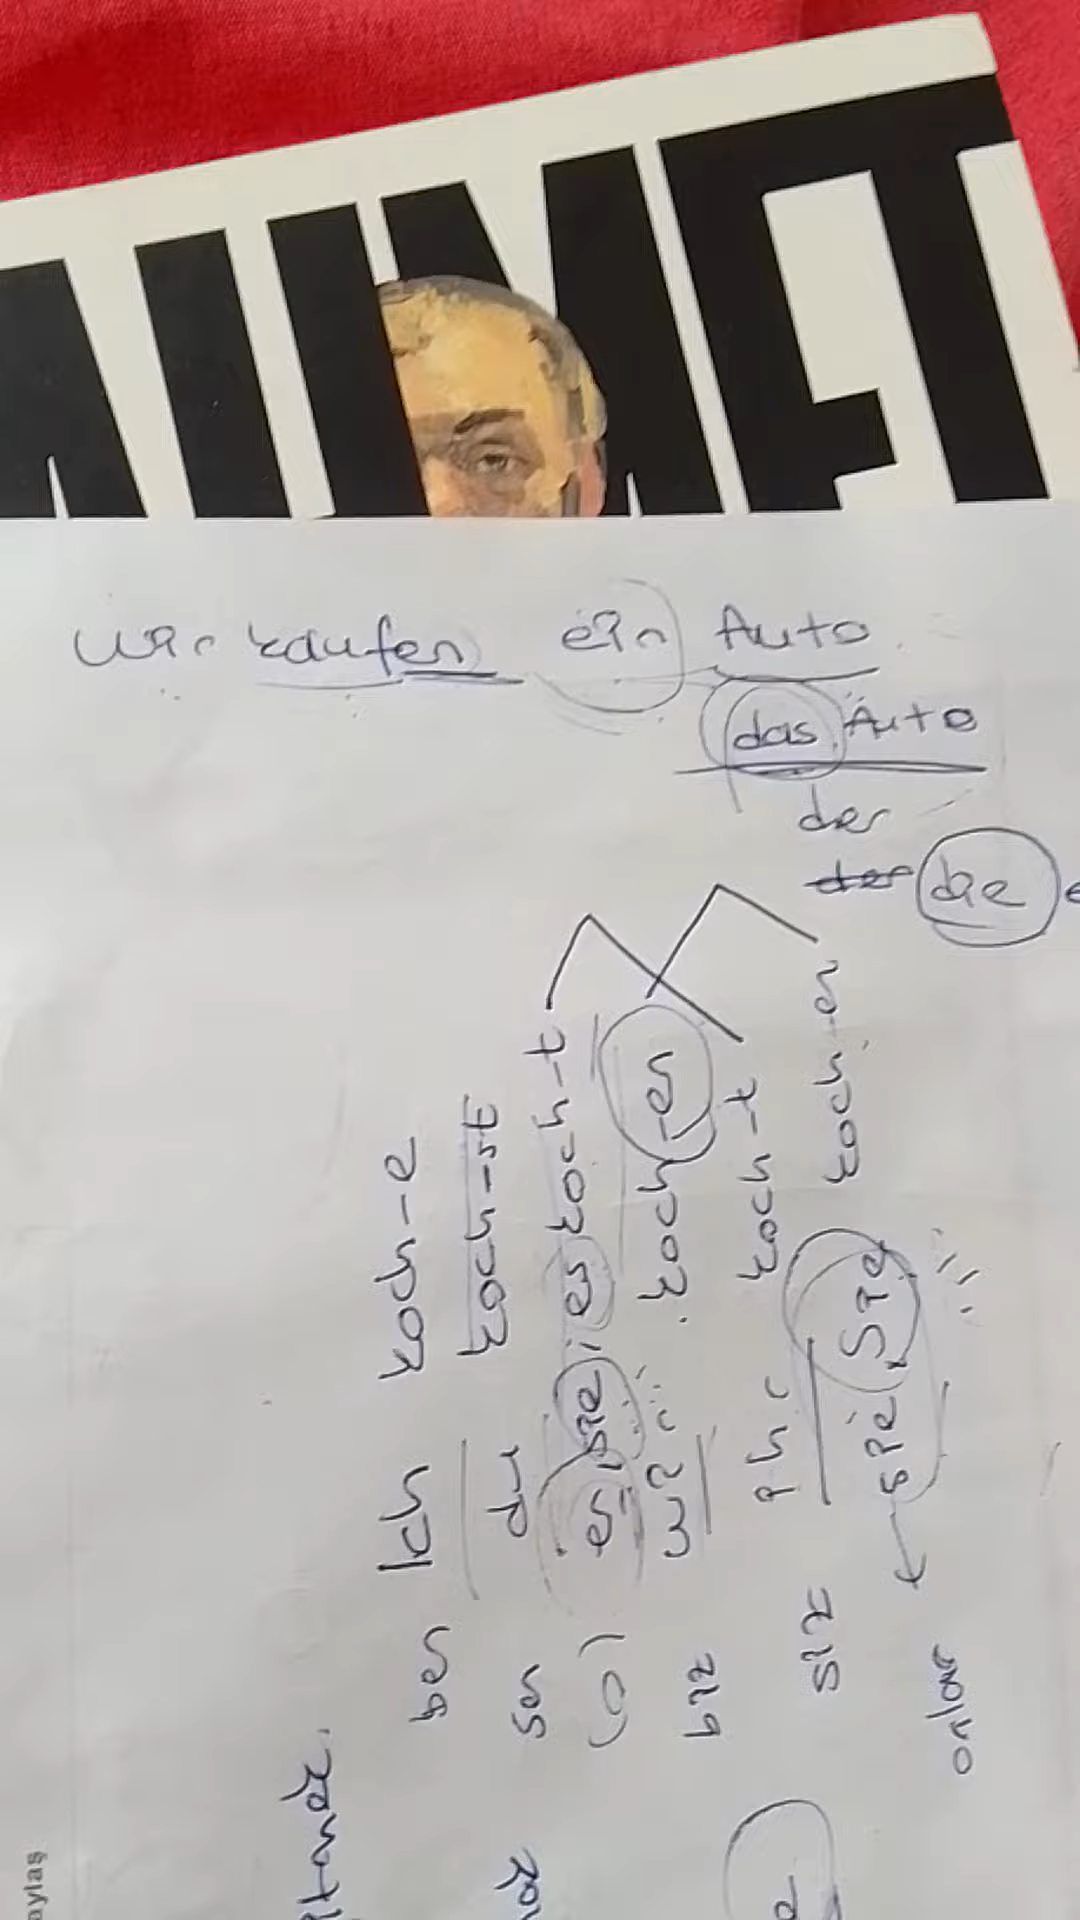 wir kaufen ein Auto.
das Auto
der
der die
ben Ich koch-e
sen du koch-st
(o) er, sie, es koch-t
biz wir koch-en
siz ihr koch-t
onlar sie, Sie koch-en